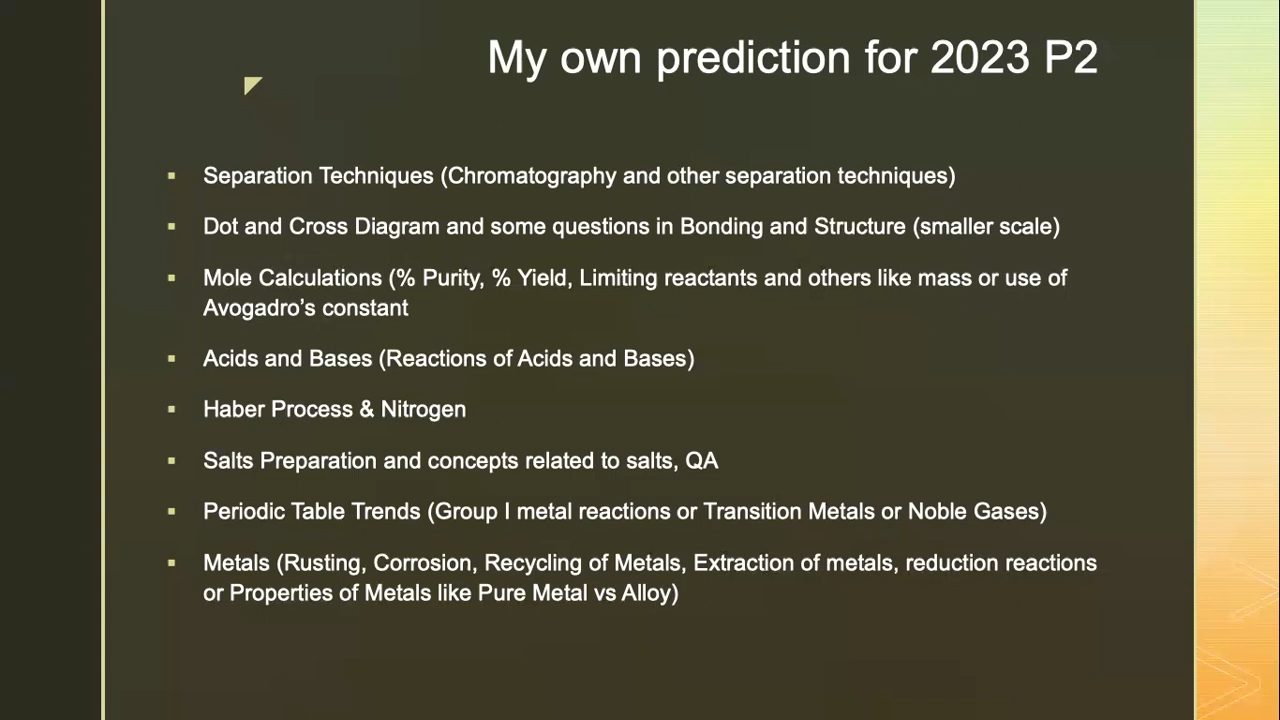 My own prediction for 2023 P2
▪ Separation Techniques (Chromatography and other separation techniques)
▪ Dot and Cross Diagram and some questions in Bonding and Structure (smaller scale)
▪ Mole Calculations (% Purity, % Yield, Limiting reactants and others like mass or use of
Avogadro’s constant
▪ Acids and Bases (Reactions of Acids and Bases)
▪ Haber Process & Nitrogen
▪ Salts Preparation and concepts related to salts, QA
▪ Periodic Table Trends (Group I metal reactions or Transition Metals or Noble Gases)
▪ Metals (Rusting, Corrosion, Recycling of Metals, Extraction of metals, reduction reactions
or Properties of Metals like Pure Metal vs Alloy)